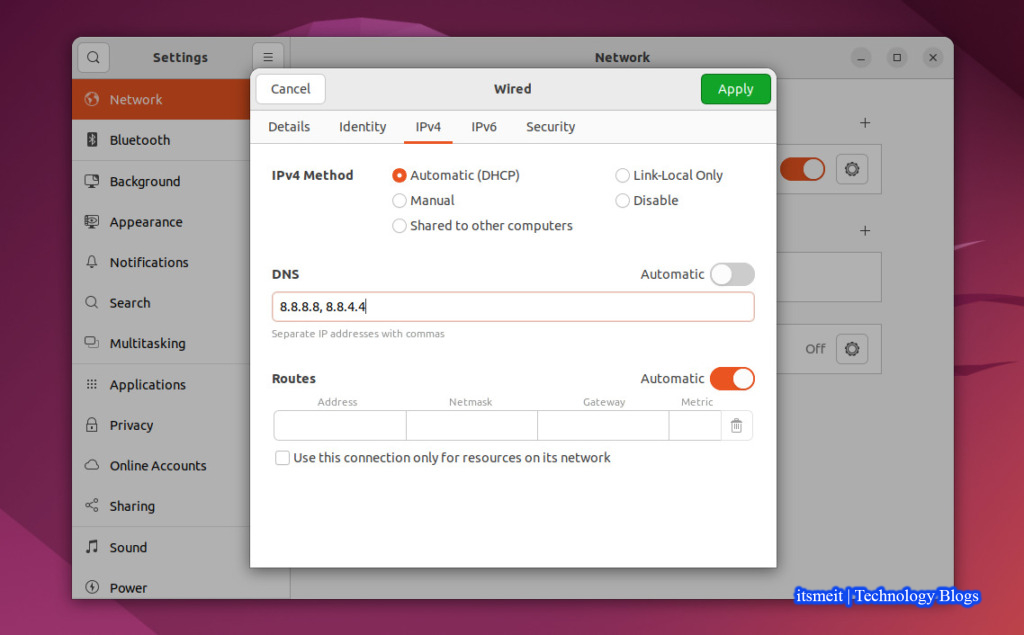 Settings
Network
Cancel
Wired
Apply
Network
Bluetooth
Background
Appearance
Notifications
Search
Multitasking
Applications
Privacy
Online Accounts
Sharing
Sound
Power
Details Identity IPv4 IPv6 Security
IPv4 Method
Automatic (DHCP) Link-Local Only
Manual Disable
Shared to other computers
DNS Automatic
8.8.8.8, 8.8.4.4
Separate IP addresses with commas
Routes Automatic
Address Netmask Gateway Metric
Use this connection only for resources on its network
Off
itsmeit | Technology Blogs